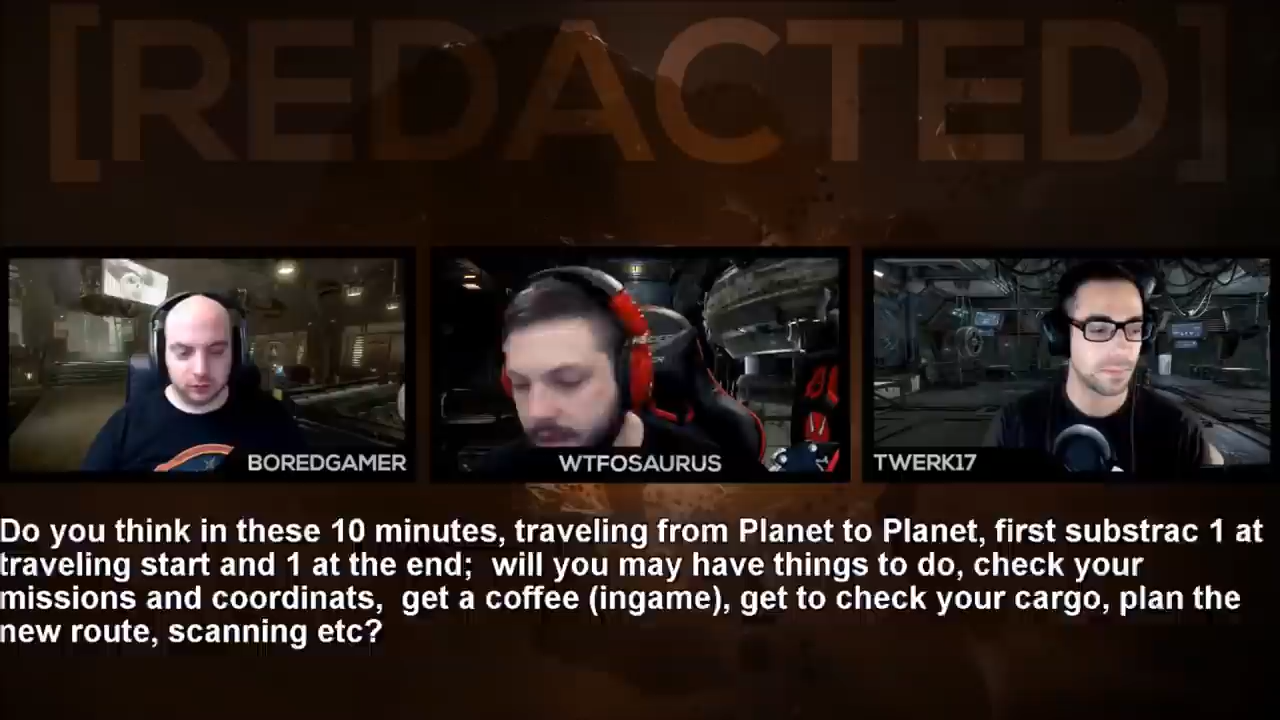 [REDACTED]
BOREDGAMER
WTFOSAURUS
TWERK17
Do you think in these 10 minutes, traveling from Planet to Planet, first substrac 1 at
traveling start and 1 at the end;  will you may have things to do, check your
missions and coordinats,  get a coffee (ingame), get to check your cargo, plan the
new route, scanning etc?